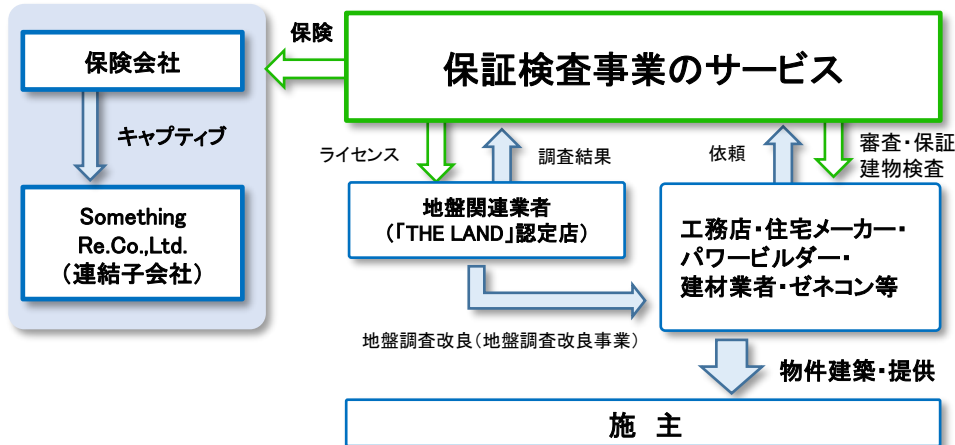 保険会社
キャプティブ
Something
Re.Co.,Ltd.
（連結子会社）
保険
保証検査事業のサービス
ライセンス
調査結果
依頼
審査・保証
建物検査
地盤関連業者
（「THE LAND」認定店）
工務店・住宅メーカー・
パワービルダー・
建材業者・ゼネコン等
地盤調査改良（地盤調査改良事業）
物件建築・提供
施 主